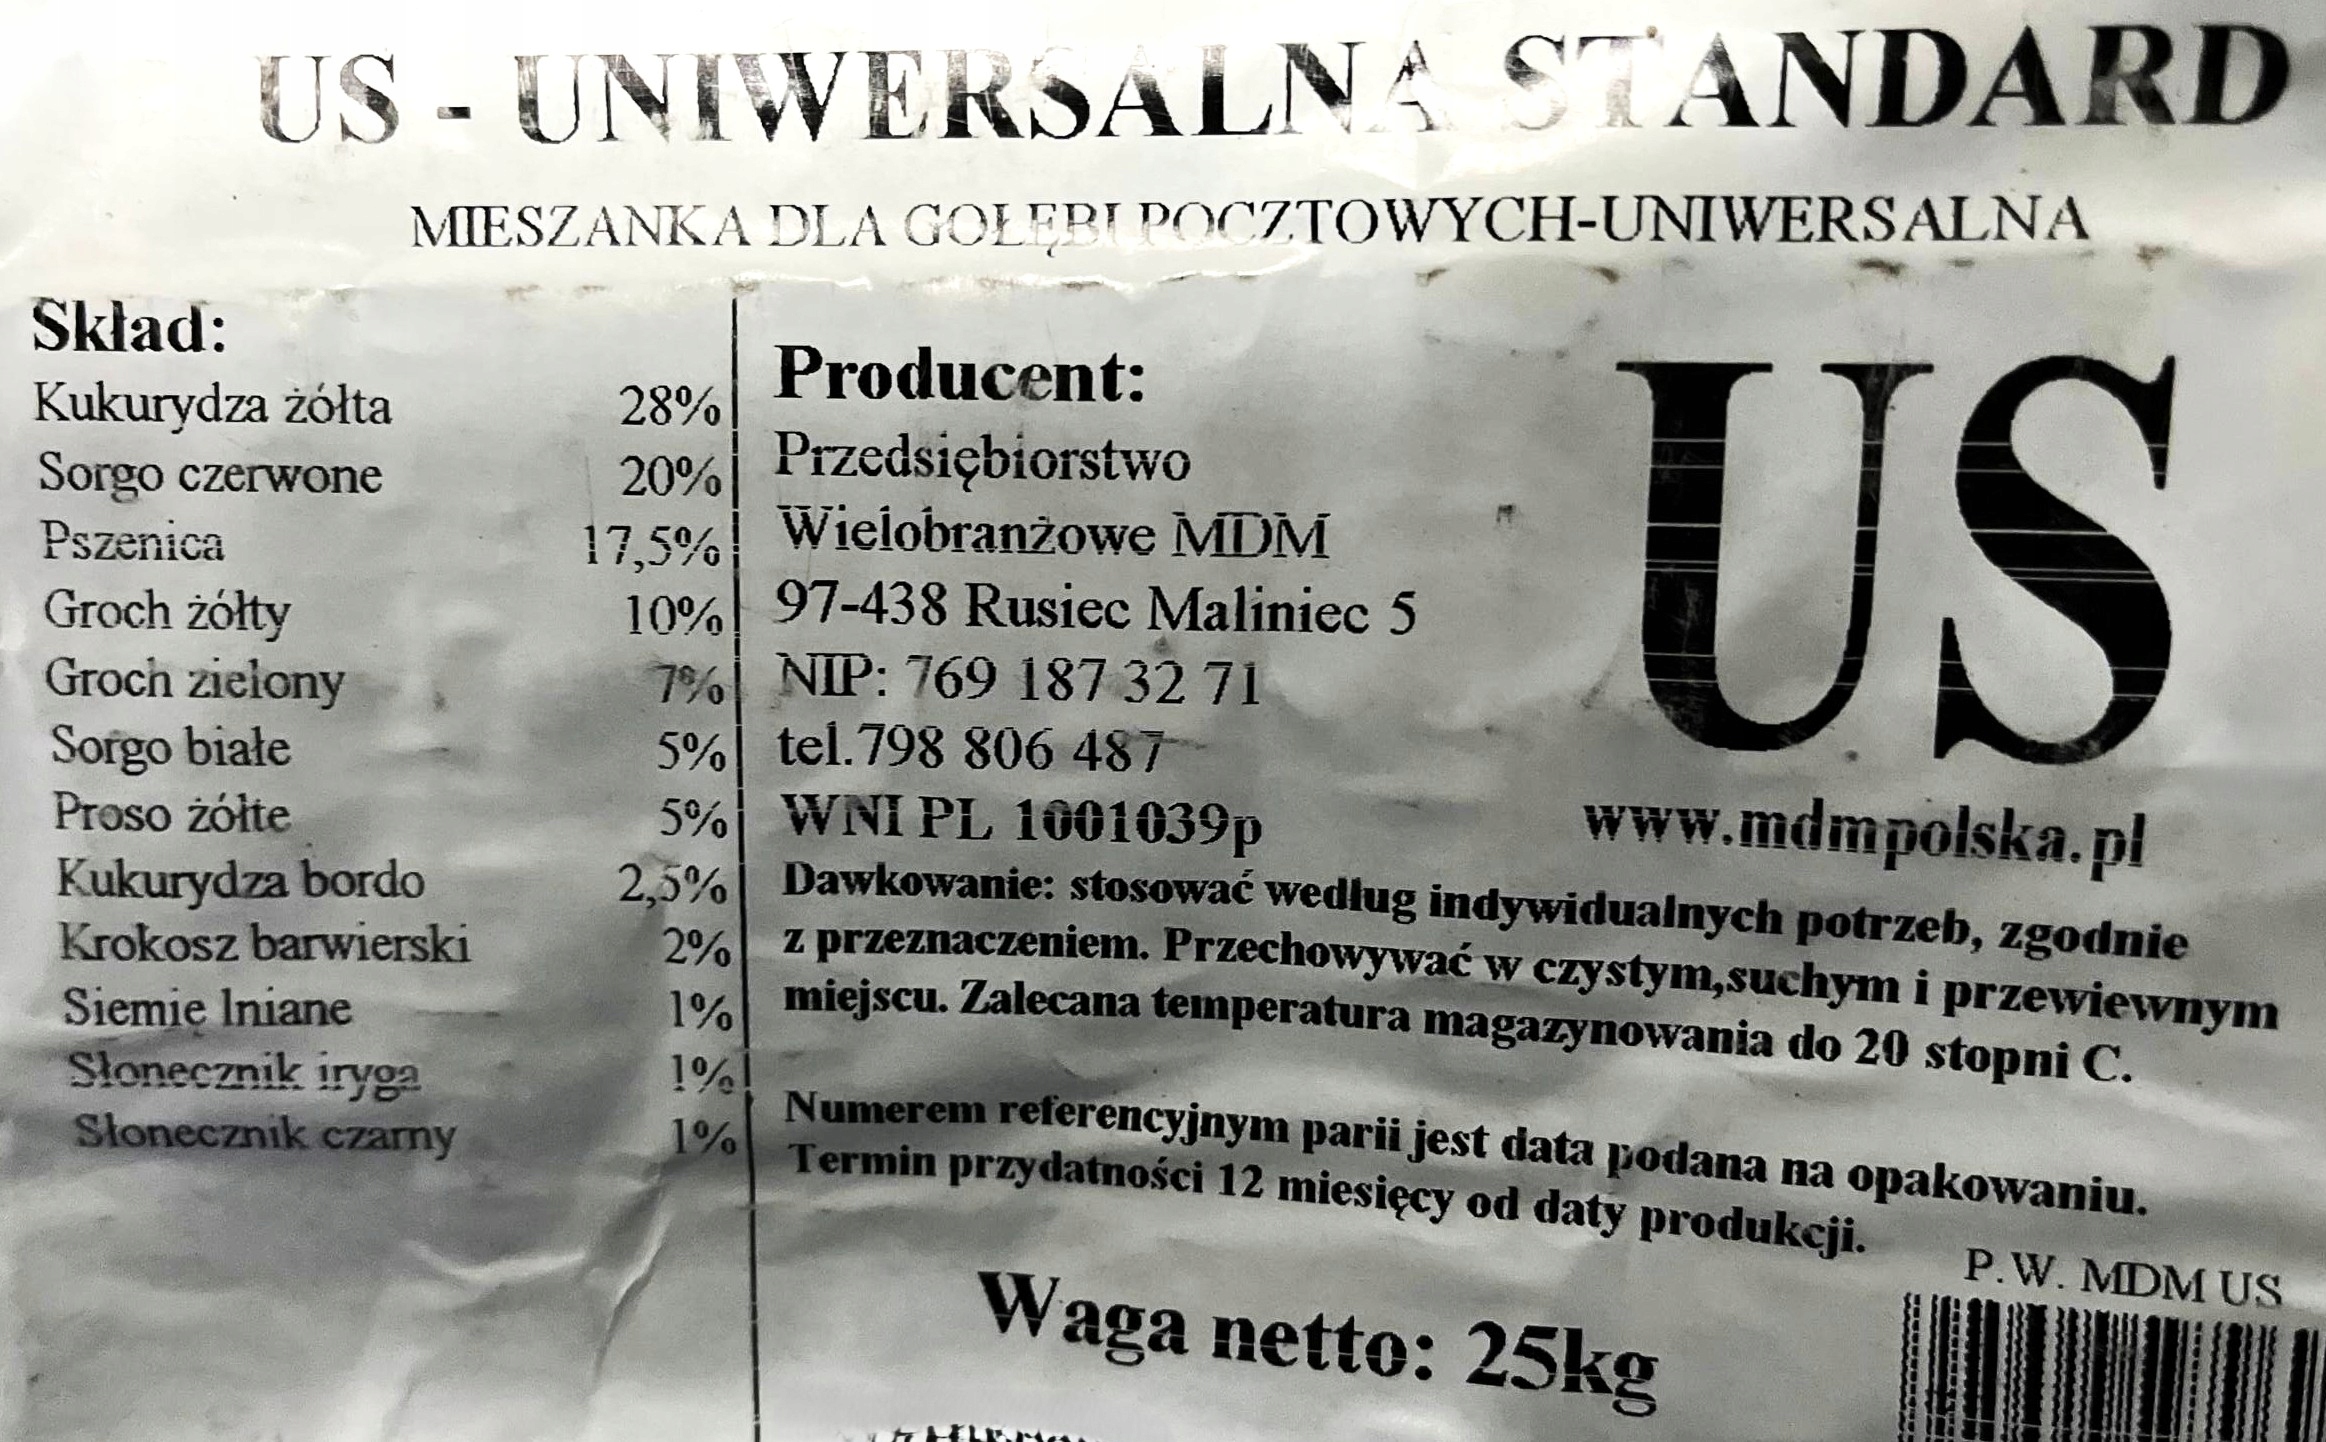 US - UNIWERSALNA STANDARD
MIESZANKA DLA GOŁĘBI POCZTOWYCH-UNIWERSALNA
Skład:
Kukurydza żółta 28%
Sorgo czerwone 20%
Pszenica 17,5%
Groch żółty 10%
Groch zielony 7%
Sorgo białe 5%
Proso żółte 5%
Kukurydza bordo 2,5%
Krokosz barwierski 2%
Siemię lniane 1%
Słonecznik iryga 1%
Słonecznik czarny 1%
Producent:
Przedsiębiorstwo
Wielobranżowe MDM
97-438 Rusiec Maliniec 5
NIP: 769 187 32 71
tel.798 806 487
WNI PL 1001039p
US
www.mdmpolska.pl
Dawkowanie: stosować według indywidualnych potrzeb, zgodnie
z przeznaczeniem. Przechowywać w czystym,suchym i przewiewnym
miejscu. Zalecana temperatura magazynowania do 20 stopni C.
Numerem referencyjnym parii jest data podana na opakowaniu.
Termin przydatności 12 miesięcy od daty produkcji.
Waga netto: 25kg
P.W. MDM US